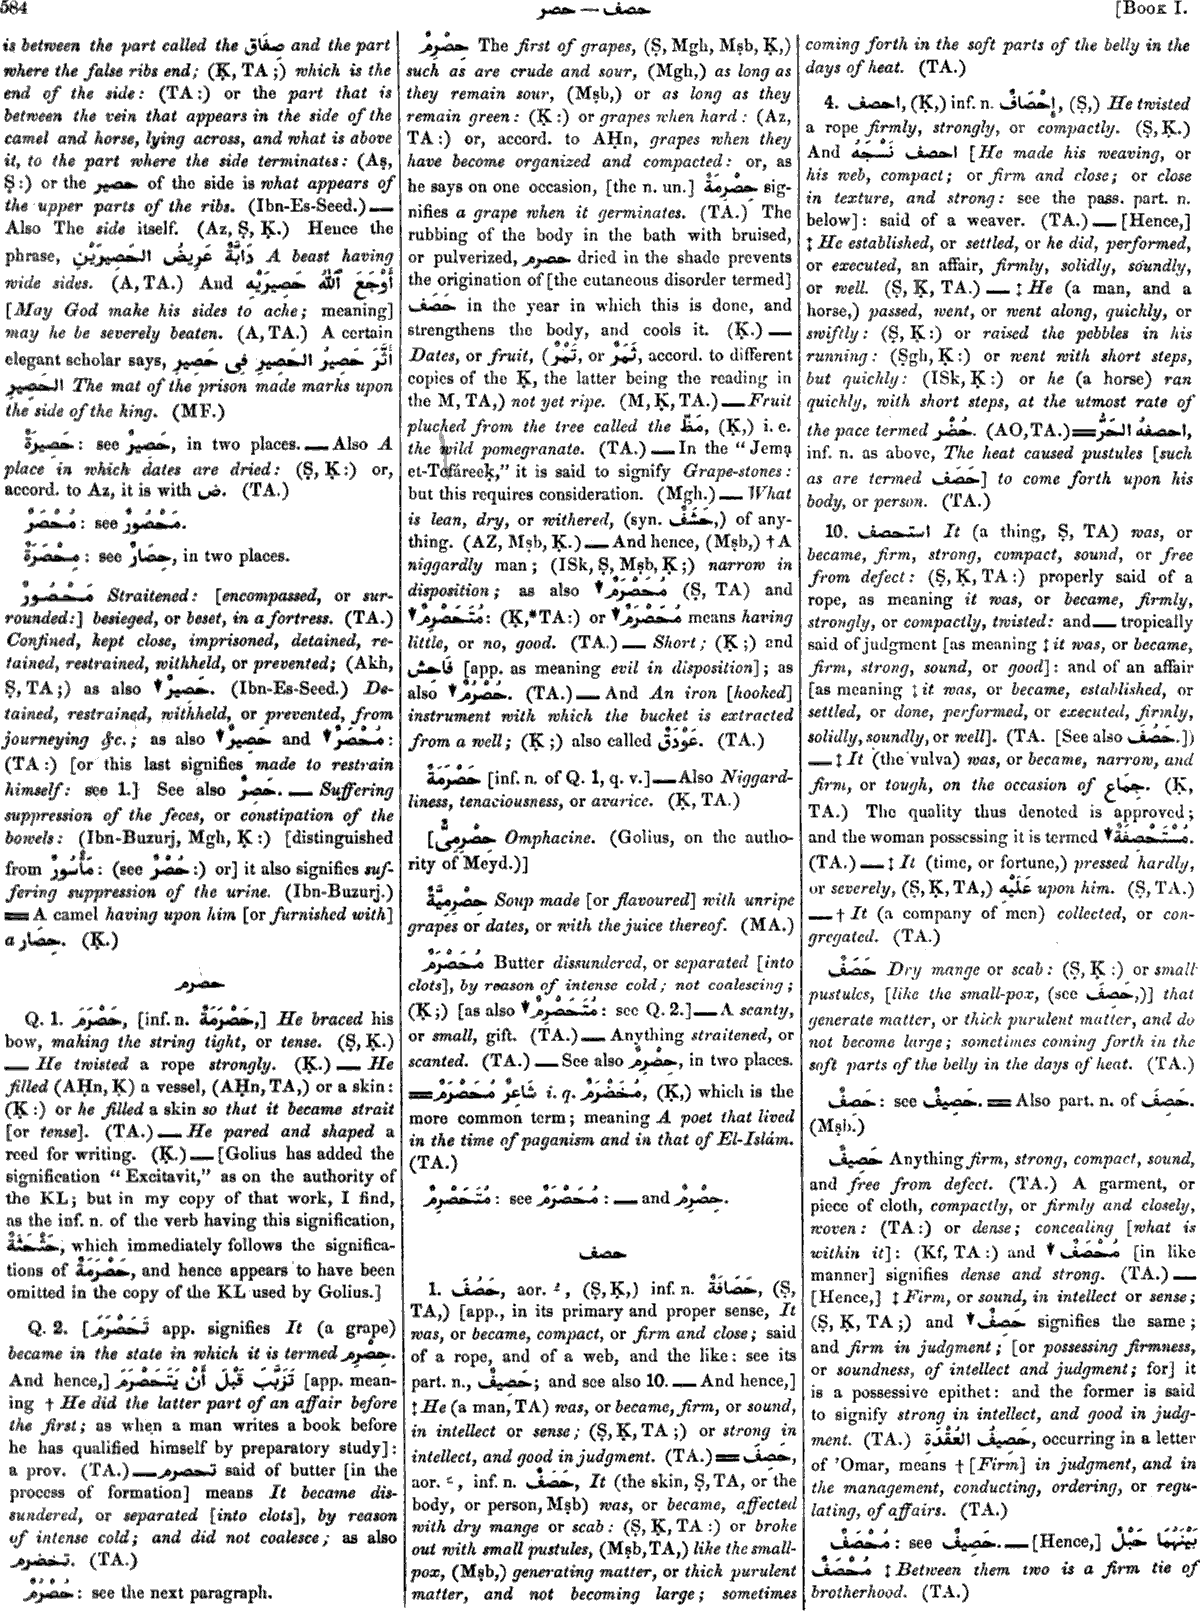 584
حصف — حصر
[BOOK I.
is between the part called the صِفَاق and the part
where the false ribs end; (Ḳ, TA;) which is the
end of the side: (TA:) or the part that is
between the vein that appears in the side of the
camel and horse, lying across, and what is above
it, to the part where the side terminates: (Aṣ,
Ṣ:) or the حصير of the side is what appears of
the upper parts of the ribs. (Ibn-Es-Seed.) —
Also The side itself. (Az, Ṣ, Ḳ.) Hence the
phrase, دَابَّةٌ عَرِيضُ الحَصِيرَيْنِ A beast having
wide sides. (A, TA.) And أَوْجَعَ ٱللّٰهُ حَصِيرَيْهِ
[May God make his sides to ache; meaning]
may he be severely beaten. (A, TA.) A certain
elegant scholar says, أَثَّرَ حَصِيرُ الحَصِيرِ فِى حَصِيرِ
الحَصِيرِ The mat of the prison made marks upon
the side of the king. (MF.)
حَصِيرَةٌ: see حَصِيرٌ, in two places. — Also A
place in which dates are dried: (Ṣ, Ḳ:) or,
accord. to Az, it is with ض. (TA.)
مُحْصَرٌ: see مَحْصُورٌ.
مِحْصَرَةٌ: see حِصَارٌ, in two places.
مَحْصُورٌ Straitened: [encompassed, or sur-
rounded:] besieged, or beset, in a fortress. (TA.)
Confined, kept close, imprisoned, detained, re-
tained, restrained, withheld, or prevented; (Akh,
Ṣ, TA;) as also ▾ حَصِيرٌ. (Ibn-Es-Seed.) De-
tained, restrained, withheld, or prevented, from
journeying &c.; as also ▾ حَصِيرٌ and ▾ مُحْصَرٌ:
(TA:) [or this last signifies made to restrain
himself: see 1.] See also حَصِرٌ. — Suffering
suppression of the feces, or constipation of the
bowels: (Ibn-Buzurj, Mgh, Ḳ:) [distinguished
from مَأْسُورٌ: (see حُصْرٌ:) or] it also signifies suf-
fering suppression of the urine. (Ibn-Buzurj.)
= A camel having upon him [or furnished with]
a حِصَار. (Ḳ.)
حصرم
Q. 1. حَصْرَمَ, [inf. n. حَصْرَمَةٌ,] He braced his
bow, making the string tight, or tense. (Ṣ, Ḳ.)
— He twisted a rope strongly. (Ḳ.) — He
filled (AḤn, Ḳ) a vessel, (AḤn, TA,) or a skin:
(Ḳ:) or he filled a skin so that it became strait
[or tense]. (TA.) — He pared and shaped a
reed for writing. (Ḳ.) — [Golius has added the
signification "Excitavit," as on the authority of
the KL; but in my copy of that work, I find,
as the inf. n. of the verb having this signification,
حَثْحَثَةٌ, which immediately follows the significa-
tions of حَصْرَمَةٌ, and hence appears to have been
omitted in the copy of the KL used by Golius.]
Q. 2. [تَحَصْرَمَ app. signifies It (a grape)
became in the state in which it is termed حِصْرِم.
And hence,] تَزَبَّبَ قَبْلَ أَنْ يَتَحَصْرَمَ [app. mean-
ing † He did the latter part of an affair before
the first; as when a man writes a book before
he has qualified himself by preparatory study]:
a prov. (TA.) — تحصرم said of butter [in the
process of formation] means It became dis-
sundered, or separated [into clots], by reason
of intense cold; and did not coalesce; as also
تخضرم. (TA.)
حُصْرُمٌ: see the next paragraph.
حِصْرِمٌ The first of grapes, (Ṣ, Mgh, Mṣb, Ḳ,)
such as are crude and sour, (Mgh,) as long as
they remain sour, (Mṣb,) or as long as they
remain green: (Ḳ:) or grapes when hard: (Az,
TA:) or, accord. to AḤn, grapes when they
have become organized and compacted: or, as
he says on one occasion, [the n. un.] حِصْرِمَةٌ sig-
nifies a grape when it germinates. (TA.) The
rubbing of the body in the bath with bruised,
or pulverized, حصرم dried in the shade prevents
the origination of [the cutaneous disorder termed]
حَصَف in the year in which this is done, and
strengthens the body, and cools it. (Ḳ.) —
Dates, or fruit, (تَمْرٌ, or ثَمَرٌ, accord. to different
copies of the Ḳ, the latter being the reading in
the M, TA,) not yet ripe. (M, Ḳ, TA.) — Fruit
plucked from the tree called the مَظّ, (Ḳ,) i. e.
the wild pomegranate. (TA.) — In the "Jemạ
et-Tefáreeḳ," it is said to signify Grape-stones:
but this requires consideration. (Mgh.) — What
is lean, dry, or withered, (syn. حَشَفٌ,) of any-
thing. (AZ, Mṣb, Ḳ.) — And hence, (Mṣb,) † A
niggardly man; (ISk, Ṣ, Mṣb, Ḳ;) narrow in
disposition; as also ▾ مُحَصْرَمٌ (Ṣ, TA) and
▾ مُتَحَصْرِمٌ: (Ḳ,* TA:) or ▾ مُحَصْرَمٌ means having
little, or no, good. (TA.) — Short; (Ḳ;) and
فَاحِش [app. as meaning evil in disposition]; as
also ▾ حُصْرُمٌ. (TA.) — And An iron [hooked]
instrument with which the bucket is extracted
from a well; (Ḳ;) also called عَوْدَقٌ. (TA.)
حَصْرَمَةٌ [inf. n. of Q. 1, q. v.] — Also Niggard-
liness, tenaciousness, or avarice. (Ḳ, TA.)
[حِصْرِمِىٌّ Omphacine. (Golius, on the autho-
rity of Meyd.)]
حِصْرِمِيَّةٌ Soup made [or flavoured] with unripe
grapes or dates, or with the juice thereof. (MA.)
مُحَصْرَمٌ Butter dissundered, or separated [into
clots], by reason of intense cold; not coalescing;
(Ḳ;) [as also ▾ مُتَحَصْرِمٌ: see Q. 2.] — A scanty,
or small, gift. (TA.) — Anything straitened, or
scanted. (TA.) — See also حِصْرِمٌ, in two places.
= شَاعِرٌ مُحَصْرَمٌ i. q. مُخَضْرَمٌ, (Ḳ,) which is the
more common term; meaning A poet that lived
in the time of paganism and in that of El-Islám.
(TA.)
مُتَحَصْرِمٌ: see مُحَصْرَمٌ: — and حِصْرِمٌ.
حصف
1. حَصُفَ, aor. ـُ, (Ṣ, Ḳ,) inf. n. حَصَافَةٌ, (Ṣ,
TA,) [app., in its primary and proper sense, It
was, or became, compact, or firm and close; said
of a rope, and of a web, and the like: see its
part. n., حَصِيفٌ; and see also 10. — And hence,]
‡ He (a man, TA) was, or became, firm, or sound,
in intellect or sense; (Ṣ, Ḳ, TA;) or strong in
intellect, and good in judgment. (TA.) = حَصِفَ,
aor. ـَ, inf. n. حَصَفٌ, It (the skin, Ṣ, TA, or the
body, or person, Mṣb) was, or became, affected
with dry mange or scab: (Ṣ, Ḳ, TA:) or broke
out with small pustules, (Mṣb, TA,) like the small-
pox, (Mṣb,) generating matter, or thick purulent
matter, and not becoming large; sometimes
coming forth in the soft parts of the belly in the
days of heat. (TA.)
4. احصف, (Ḳ,) inf. n. إِحْصَافٌ, (Ṣ,) He twisted
a rope firmly, strongly, or compactly. (Ṣ, Ḳ.)
And احصف نَسْجَهُ [He made his weaving, or
his web, compact; or firm and close; or close
in texture, and strong: see the pass. part. n.
below]: said of a weaver. (TA.) — [Hence,]
‡ He established, or settled, or he did, performed,
or executed, an affair, firmly, solidly, soundly,
or well. (Ṣ, Ḳ, TA.) — ‡ He (a man, and a
horse,) passed, went, or went along, quickly, or
swiftly: (Ṣ, Ḳ:) or raised the pebbles in his
running: (Ṣgh, Ḳ:) or went with short steps,
but quickly: (ISk, Ḳ:) or he (a horse) ran
quickly, with short steps, at the utmost rate of
the pace termed حُضْر. (AO, TA.) = احصفهُ الحَرُّ,
inf. n. as above, The heat caused pustules [such
as are termed حَصَف] to come forth upon his
body, or person. (TA.)
10. استحصف It (a thing, Ṣ, TA) was, or
became, firm, strong, compact, sound, or free
from defect: (Ṣ, Ḳ, TA:) properly said of a
rope, as meaning it was, or became, firmly,
strongly, or compactly, twisted: and — tropically
said of judgment [as meaning ‡ it was, or became,
firm, strong, sound, or good]: and of an affair
[as meaning ‡ it was, or became, established, or
settled, or done, performed, or executed, firmly,
solidly, soundly, or well]. (TA. [See also حَصُفَ.])
— ‡ It (the vulva) was, or became, narrow, and
firm, or tough, on the occasion of جِمَاع. (Ḳ,
TA.) The quality thus denoted is approved;
and the woman possessing it is termed ▾ مُسْتَحْصِفَةٌ.
(TA.) — ‡ It (time, or fortune,) pressed hardly,
or severely, (Ṣ, Ḳ, TA,) عَلَيْهِ upon him. (Ṣ, TA.)
— † It (a company of men) collected, or con-
gregated. (TA.)
حَصَفٌ Dry mange or scab: (Ṣ, Ḳ:) or small
pustules, [like the small-pox, (see حَصِفَ,)] that
generate matter, or thick purulent matter, and do
not become large; sometimes coming forth in the
soft parts of the belly in the days of heat. (TA.)
حَصِفٌ: see حَصِيفٌ. = Also part. n. of حَصِفَ.
(Mṣb.)
حَصِيفٌ Anything firm, strong, compact, sound,
and free from defect. (TA.) A garment, or
piece of cloth, compactly, or firmly and closely,
woven: (TA:) or dense; concealing [what is
within it]: (Kf, TA:) and ▾ مُحْصَفٌ [in like
manner] signifies dense and strong. (TA.) —
[Hence,] ‡ Firm, or sound, in intellect or sense;
(Ṣ, Ḳ, TA;) and ▾ حَصِفٌ signifies the same;
and firm in judgment; [or possessing firmness,
or soundness, of intellect and judgment; for] it
is a possessive epithet: and the former is said
to signify strong in intellect, and good in judg-
ment. (TA.) حَصِيفُ العُقْدَةِ, occurring in a letter
of 'Omar, means † [Firm] in judgment, and in
the management, conducting, ordering, or regu-
lating, of affairs. (TA.)
مُحْصَفٌ: see حَصِيفٌ. — [Hence,] بَيْنَهُمَا حَبْلٌ
مُحْصَفٌ ‡ Between them two is a firm tie of
brotherhood. (TA.)